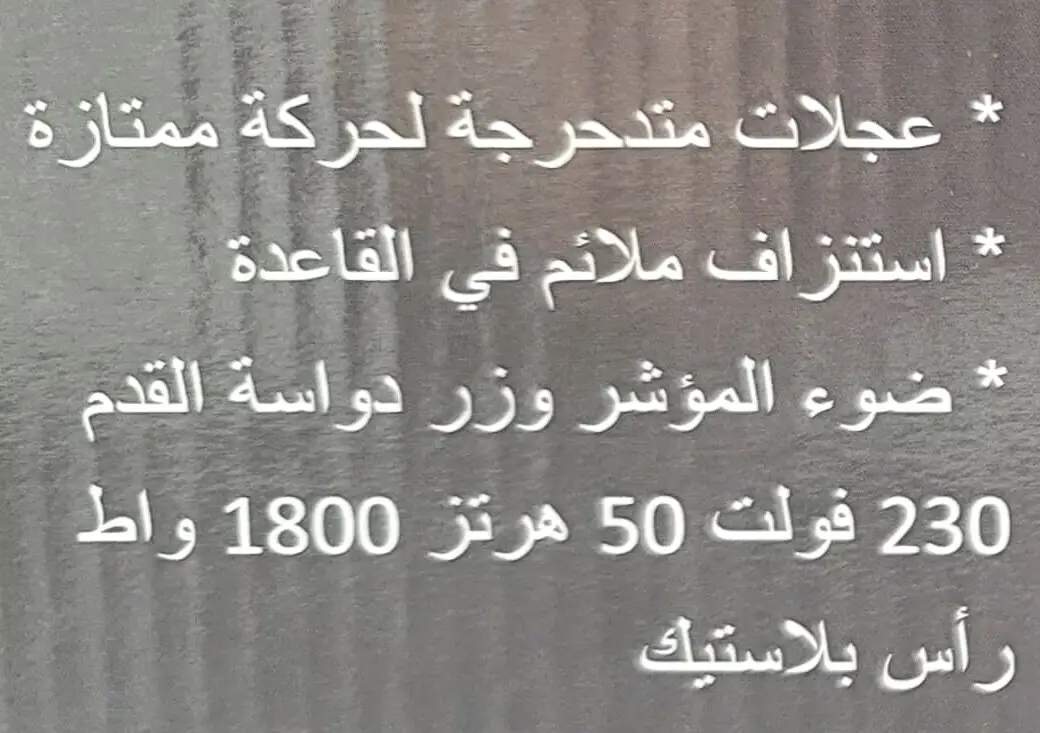 * عجلات متدحرجة لحركة ممتازة
* استنزاف ملائم في القاعدة
* ضوء المؤشر وزر دواسة القدم
230 فولت 50 هرتز 1800 واط
رأس بلاستيك